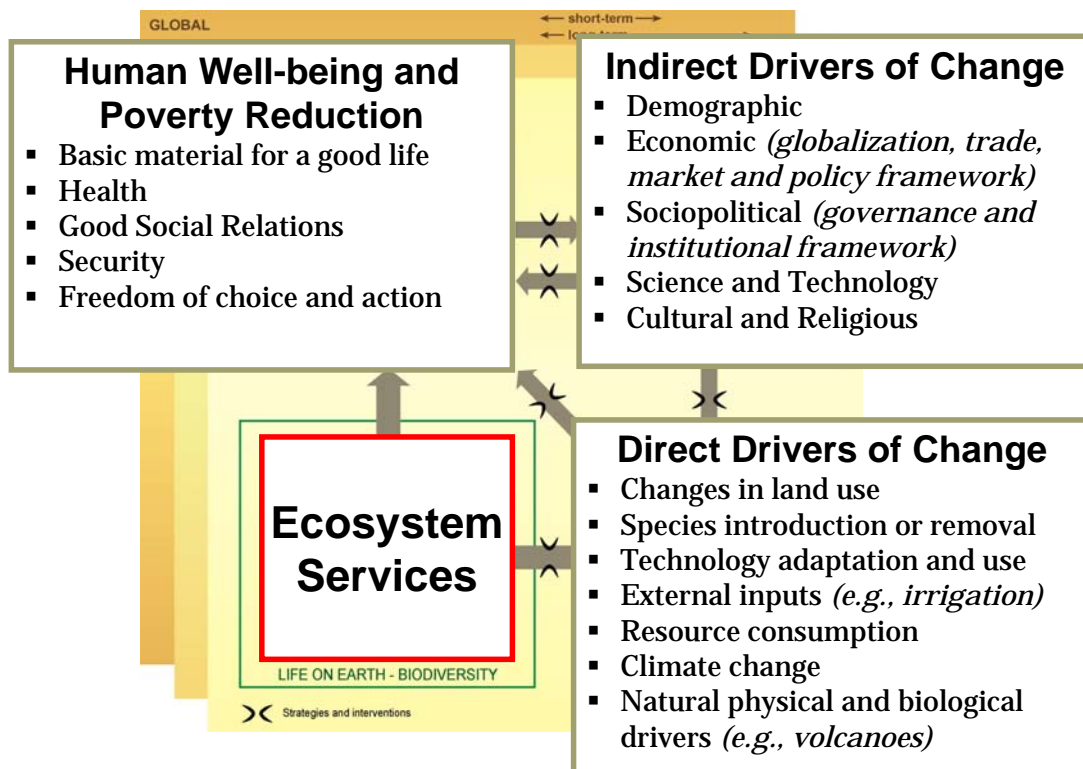 GLOBAL
short-term
Human Well-being and
Poverty Reduction
▪ Basic material for a good life
▪ Health
▪ Good Social Relations
▪ Security
▪ Freedom of choice and action
Indirect Drivers of Change
▪ Demographic
▪ Economic (globalization, trade,
market and policy framework)
▪ Sociopolitical (governance and
institutional framework)
▪ Science and Technology
▪ Cultural and Religious
Ecosystem
Services
LIFE ON EARTH - BIODIVERSITY
Strategies and interventions
Direct Drivers of Change
▪ Changes in land use
▪ Species introduction or removal
▪ Technology adaptation and use
▪ External inputs (e.g., irrigation)
▪ Resource consumption
▪ Climate change
▪ Natural physical and biological
drivers (e.g., volcanoes)